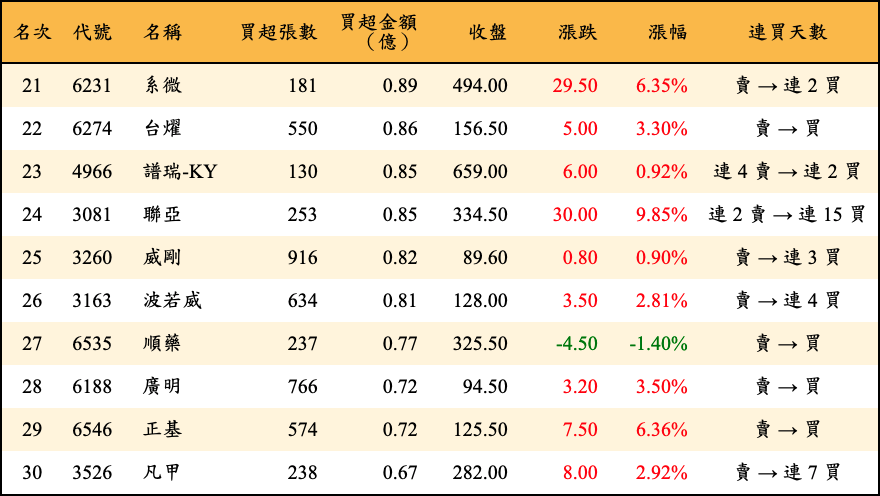 名次 代號 名稱 買超張數 買超金額（億） 收盤 漲跌 漲幅 連買天數
21 6231 系微 181 0.89 494.00 29.50 6.35% 賣 → 連 2 買
22 6274 台燿 550 0.86 156.50 5.00 3.30% 賣 → 買
23 4966 譜瑞-KY 130 0.85 659.00 6.00 0.92% 連 4 賣 → 連 2 買
24 3081 聯亞 253 0.85 334.50 30.00 9.85% 連 2 賣 → 連 15 買
25 3260 威剛 916 0.82 89.60 0.80 0.90% 賣 → 連 3 買
26 3163 波若威 634 0.81 128.00 3.50 2.81% 賣 → 連 4 買
27 6535 順藥 237 0.77 325.50 -4.50 -1.40% 賣 → 買
28 6188 廣明 766 0.72 94.50 3.20 3.50% 賣 → 買
29 6546 正基 574 0.72 125.50 7.50 6.36% 賣 → 買
30 3526 凡甲 238 0.67 282.00 8.00 2.92% 賣 → 連 7 買